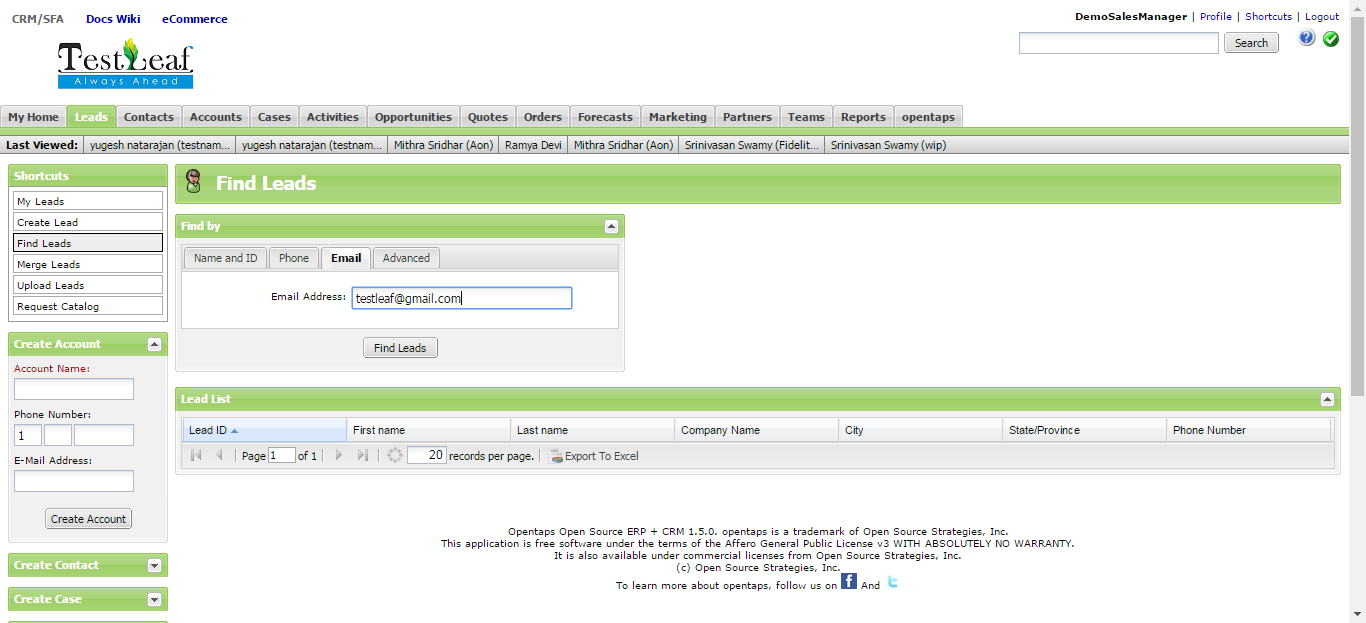 CRM/SFA Docs Wiki eCommerce
DemoSalesManager | Profile | Shortcuts | Logout
TestLeaf
Always Ahead
Search
My Home Leads Contacts Accounts Cases Activities Opportunities Quotes Orders Forecasts Marketing Partners Teams Reports opentaps
Last Viewed: yugesh natarajan (testnam... yugesh natarajan (testnam... Mithra Sridhar (Aon) Ramya Devi Mithra Sridhar (Aon) Srinivasan Swamy (Fidelit... Srinivasan Swamy (wip)
Shortcuts
My Leads
Create Lead
Find Leads
Merge Leads
Upload Leads
Request Catalog
Create Account
Account Name:
Phone Number:
1
E-Mail Address:
Create Account
Create Contact
Create Case
Find Leads
Find by
Name and ID Phone Email Advanced
Email Address: testleaf@gmail.com
Find Leads
Lead List
Lead ID First name Last name Company Name City State/Province Phone Number
Page 1 of 1 20 records per page. Export To Excel
Opentaps Open Source ERP + CRM 1.5.0. opentaps is a trademark of Open Source Strategies, Inc.
This application is free software under the terms of the Affero General Public License v3 WITH ABSOLUTELY NO WARRANTY.
It is also available under commercial licenses from Open Source Strategies, Inc.
(c) Open Source Strategies, Inc.
To learn more about opentaps, follow us on f And t